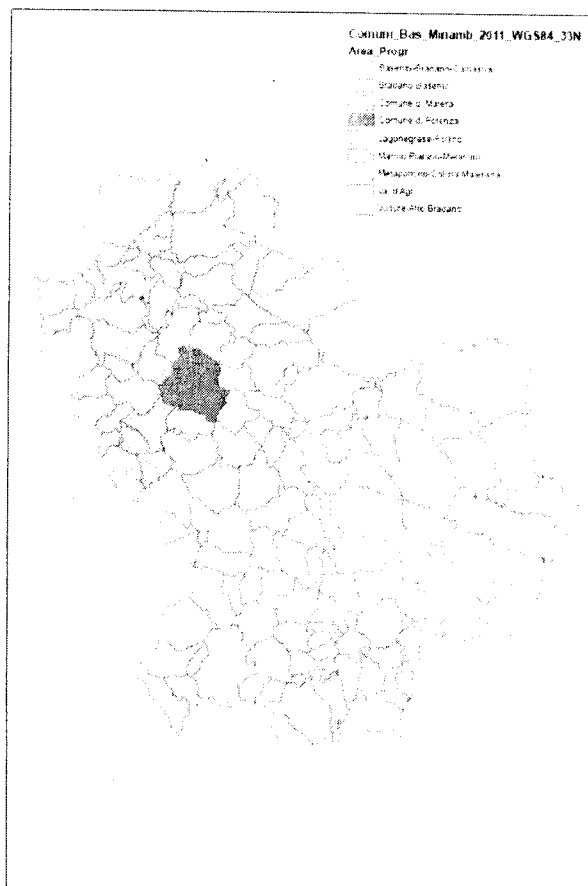 Comuni_Bas_Minamb_2011_WGS84_33N
Area_Progr
Bradano
Comune di Matera
Comune di Potenza
Lagonegrese-Pollino
Metapontino-Collina Materana
Val d'Agri
Vulture-Alto Bradano